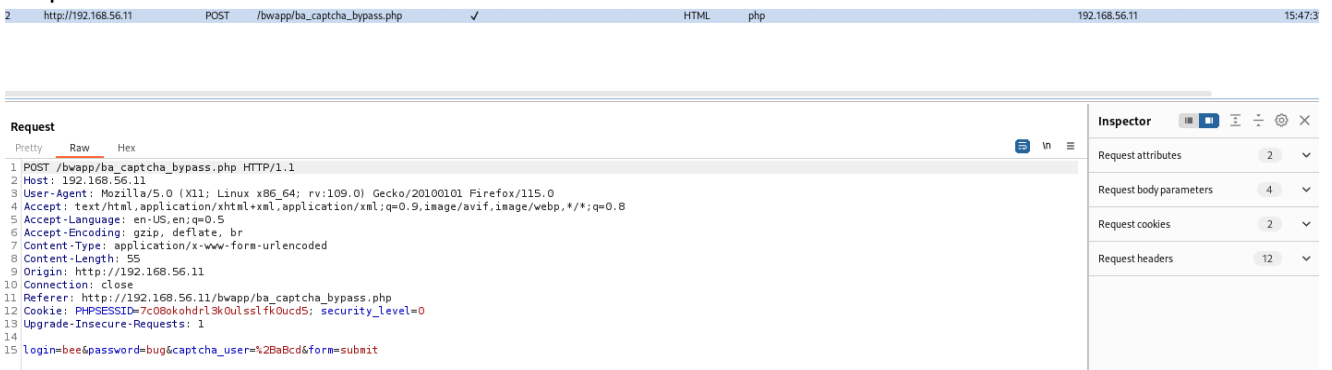 2 http://192.168.56.11 POST /bwapp/ba_captcha_bypass.php ✓ HTML php 192.168.56.11 15:47:3
Request
Pretty Raw Hex
\n
1 POST /bwapp/ba_captcha_bypass.php HTTP/1.1
2 Host: 192.168.56.11
3 User-Agent: Mozilla/5.0 (X11; Linux x86_64; rv:109.0) Gecko/20100101 Firefox/115.0
4 Accept: text/html,application/xhtml+xml,application/xml;q=0.9,image/avif,image/webp,*/*;q=0.8
5 Accept-Language: en-US,en;q=0.5
6 Accept-Encoding: gzip, deflate, br
7 Content-Type: application/x-www-form-urlencoded
8 Content-Length: 55
9 Origin: http://192.168.56.11
10 Connection: close
11 Referer: http://192.168.56.11/bwapp/ba_captcha_bypass.php
12 Cookie: PHPSESSID=7c08okohdrl3k0ulsslfk0ucd5; security_level=0
13 Upgrade-Insecure-Requests: 1
14
15 login=bee&password=bug&captcha_user=%2BaBcd&form=submit
Inspector
Request attributes 2
Request body parameters 4
Request cookies 2
Request headers 12